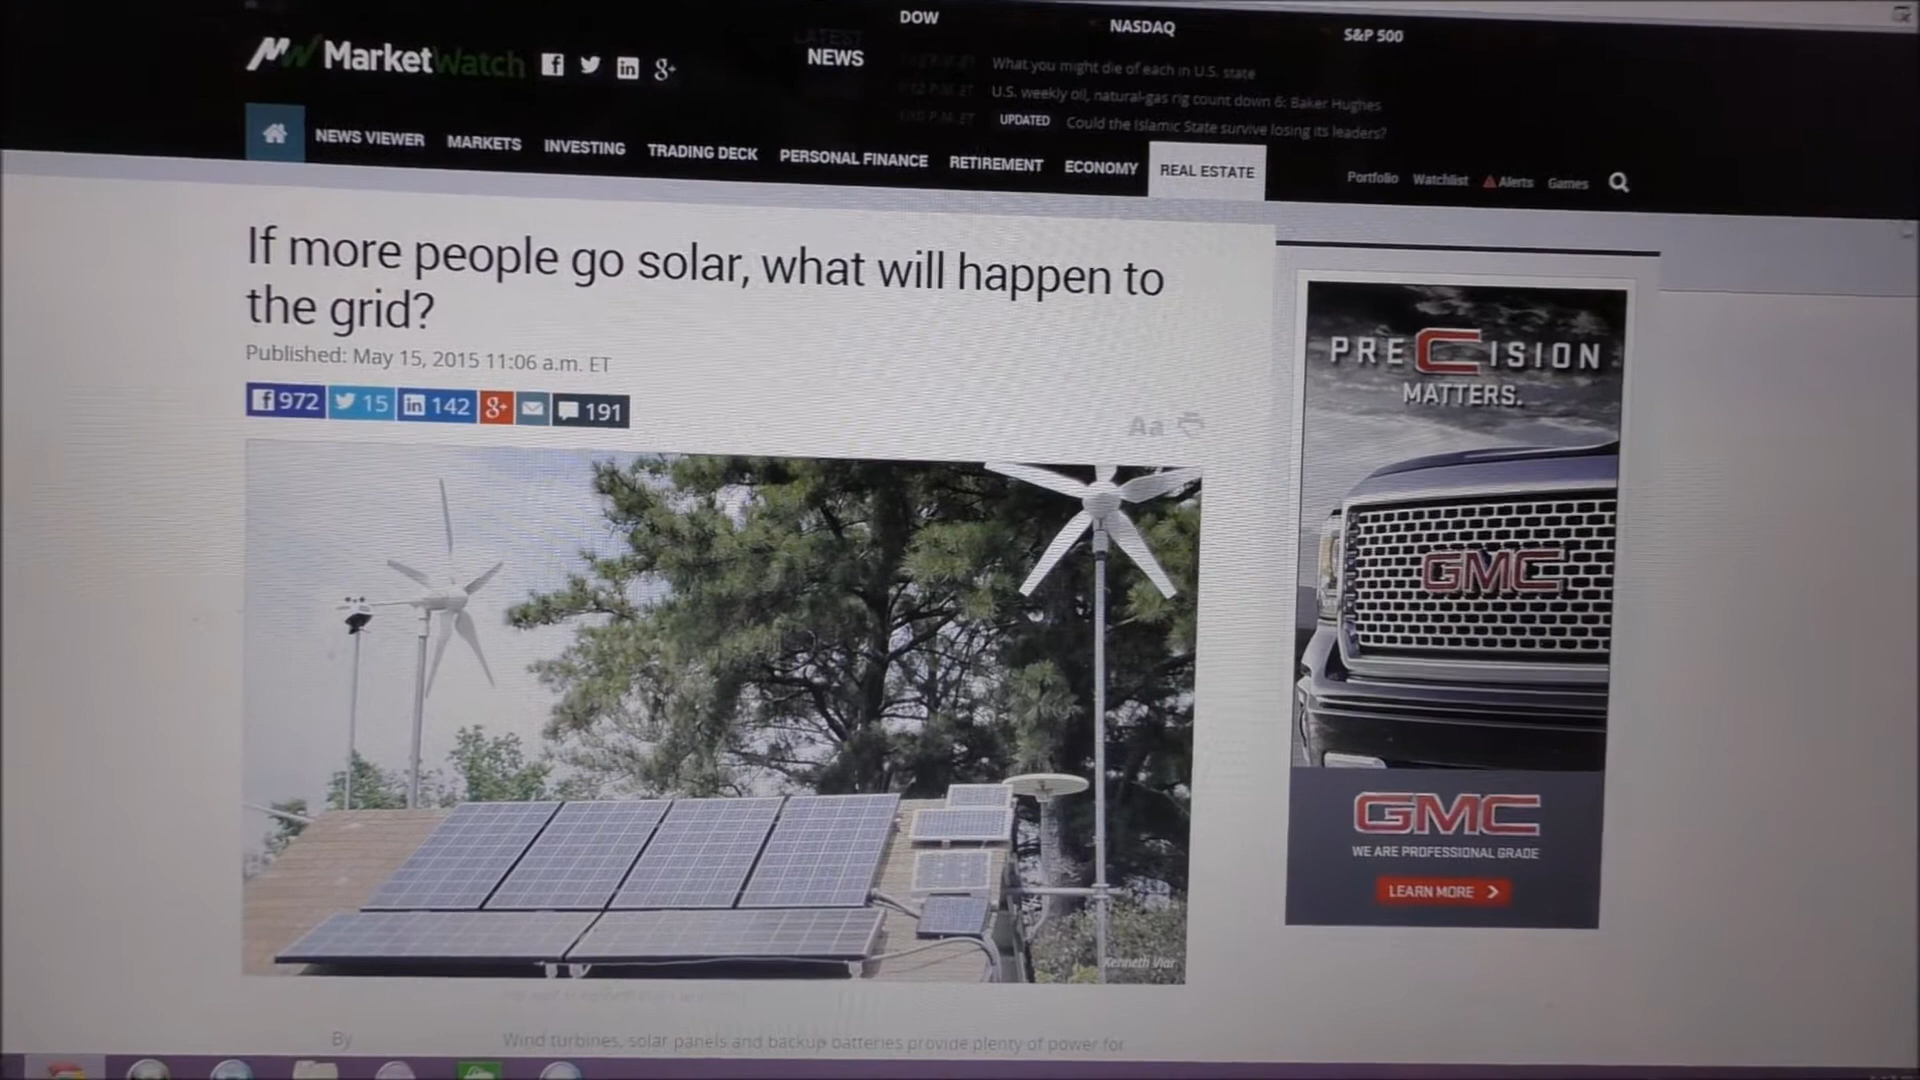 DOW
NASDAQ
S&P 500
MarketWatch
LATEST
NEWS
What you might die of each in U.S. state
U.S. weekly oil, natural-gas rig count down 6: Baker Hughes
UPDATED Could the Islamic State survive losing its leaders?
NEWS VIEWER MARKETS INVESTING TRADING DECK PERSONAL FINANCE RETIREMENT ECONOMY REAL ESTATE
Portfolio Watchlist Alerts Games
If more people go solar, what will happen to
the grid?
Published: May 15, 2015 11:06 a.m. ET
972 15 in 142 g+ 191
Aa
PRECISION
MATTERS.
GMC
GMC
WE ARE PROFESSIONAL GRADE
LEARN MORE
Kenneth Viar
By
Wind turbines, solar panels and backup batteries provide plenty of power for